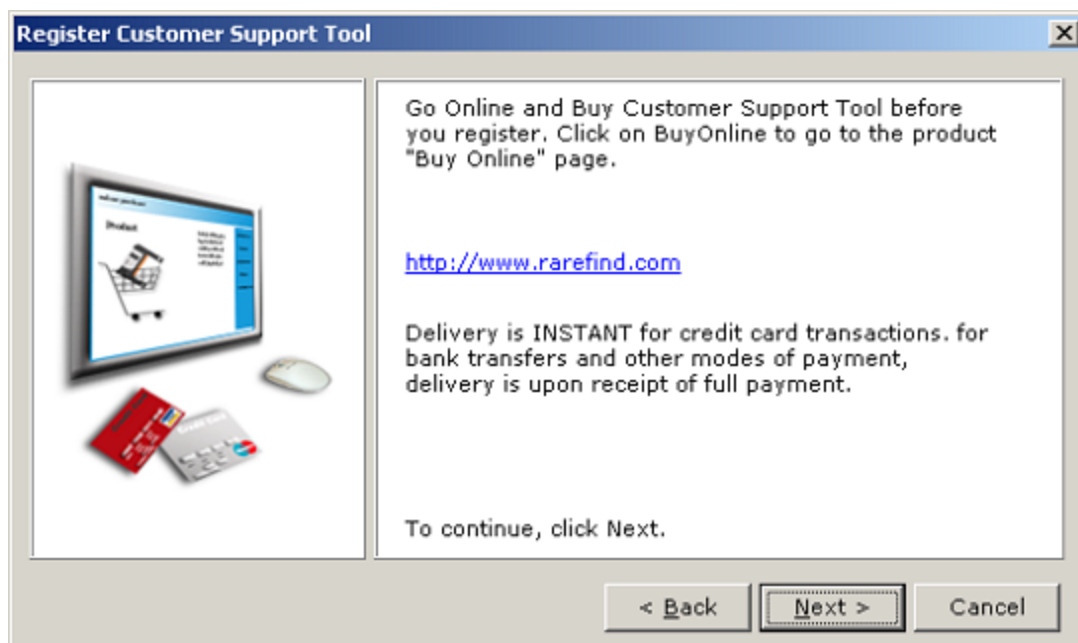 Register Customer Support Tool
Go Online and Buy Customer Support Tool before
you register. Click on BuyOnline to go to the product
"Buy Online" page.
http://www.rarefind.com
Product
Delivery is INSTANT for credit card transactions. for
bank transfers and other modes of payment,
delivery is upon receipt of full payment.
To continue, click Next.
< Back
Next >
Cancel